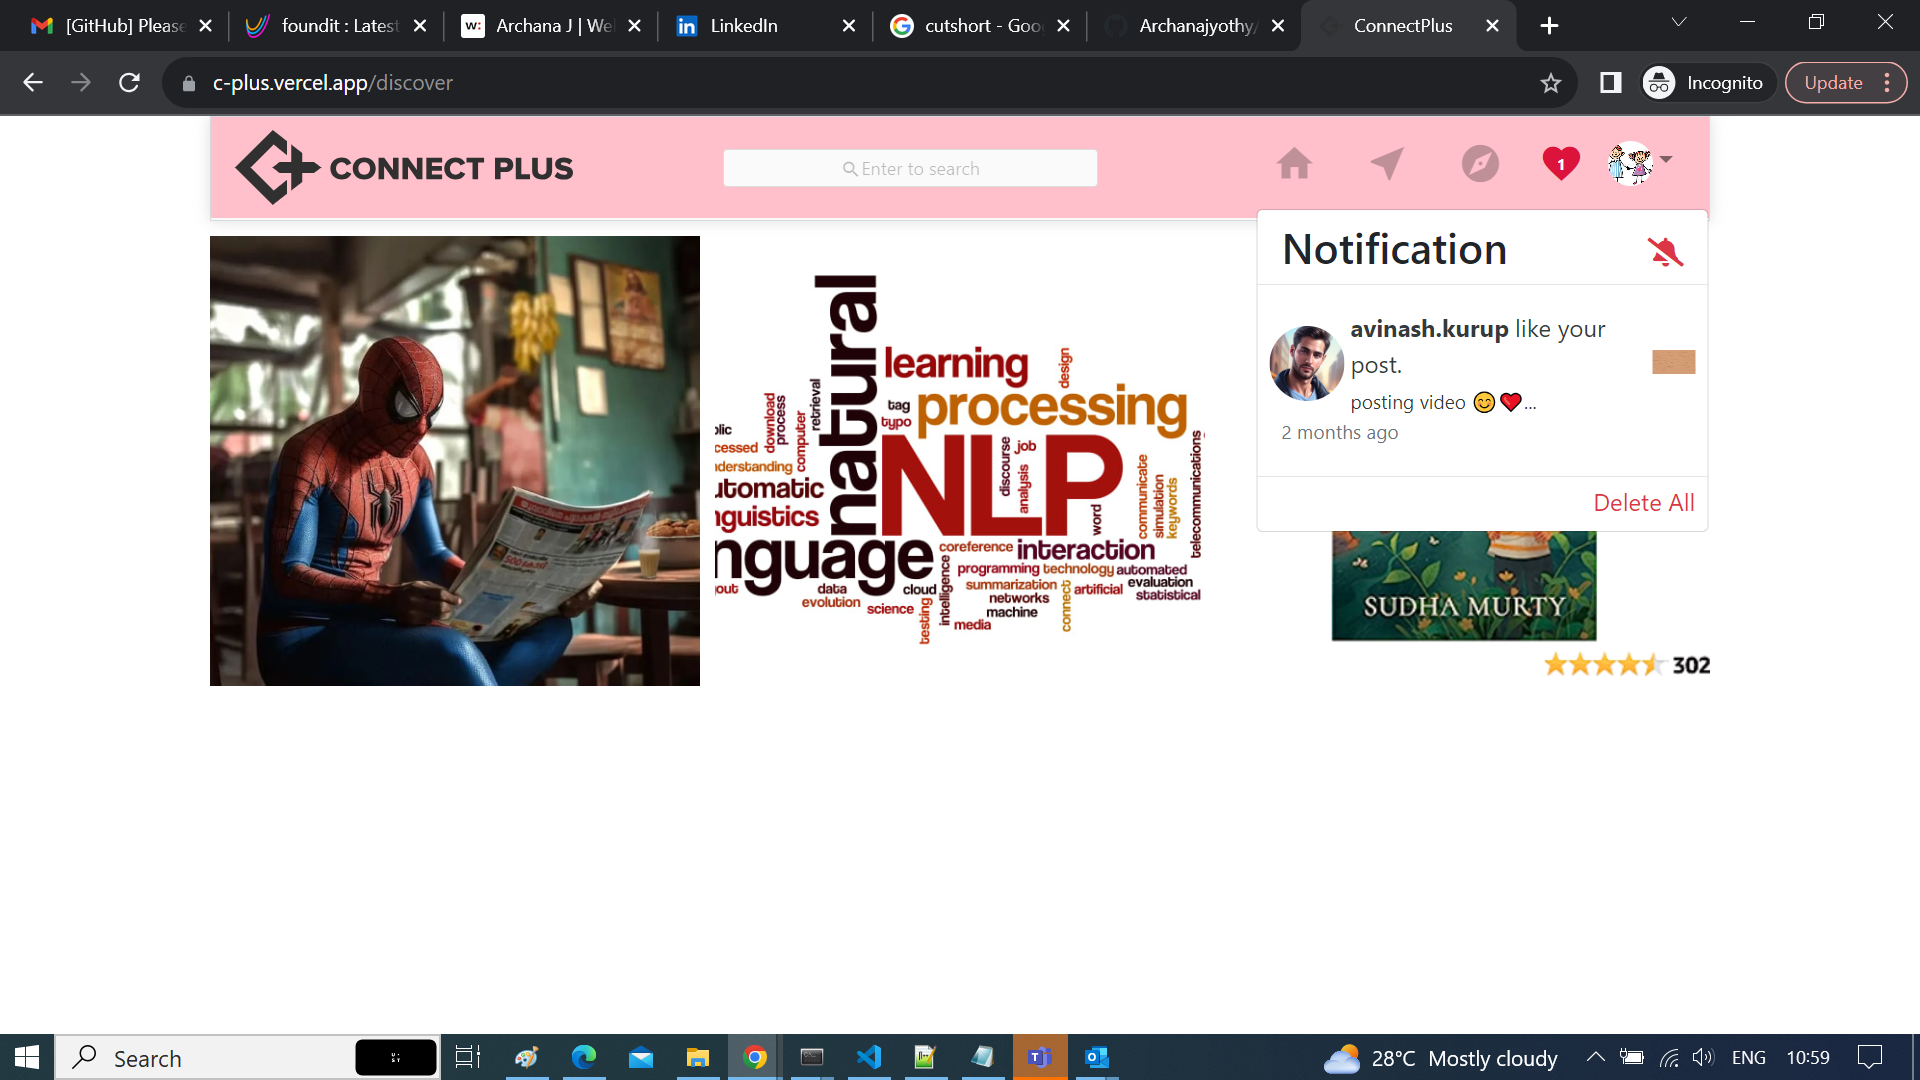 [GitHub] Please
foundit : Latest
Archana J | Wel
LinkedIn
cutshort - Goo
Archanajyothy/
ConnectPlus
c-plus.vercel.app/discover
Incognito
Update
CONNECT PLUS
Enter to search
1
Notification
avinash.kurup like your
post.
posting video 😊❤️...
2 months ago
Delete All
natural
learning
design
processing
tag
typo
retrieval
process
download
computer
olic
cessed
nderstanding
utomatic
nguistics
NLP
discourse
job
analysis
word
communicate
simulation
keywords
telecommunications
nguage
coreference
interaction
programming technology automated
intelligence
summarization
connect
artificial
evaluation
statistical
data
cloud
evolution
science
testing
networks
machine
media
SUDHA MURTY
302
Search
28°C Mostly cloudy
ENG
10:59